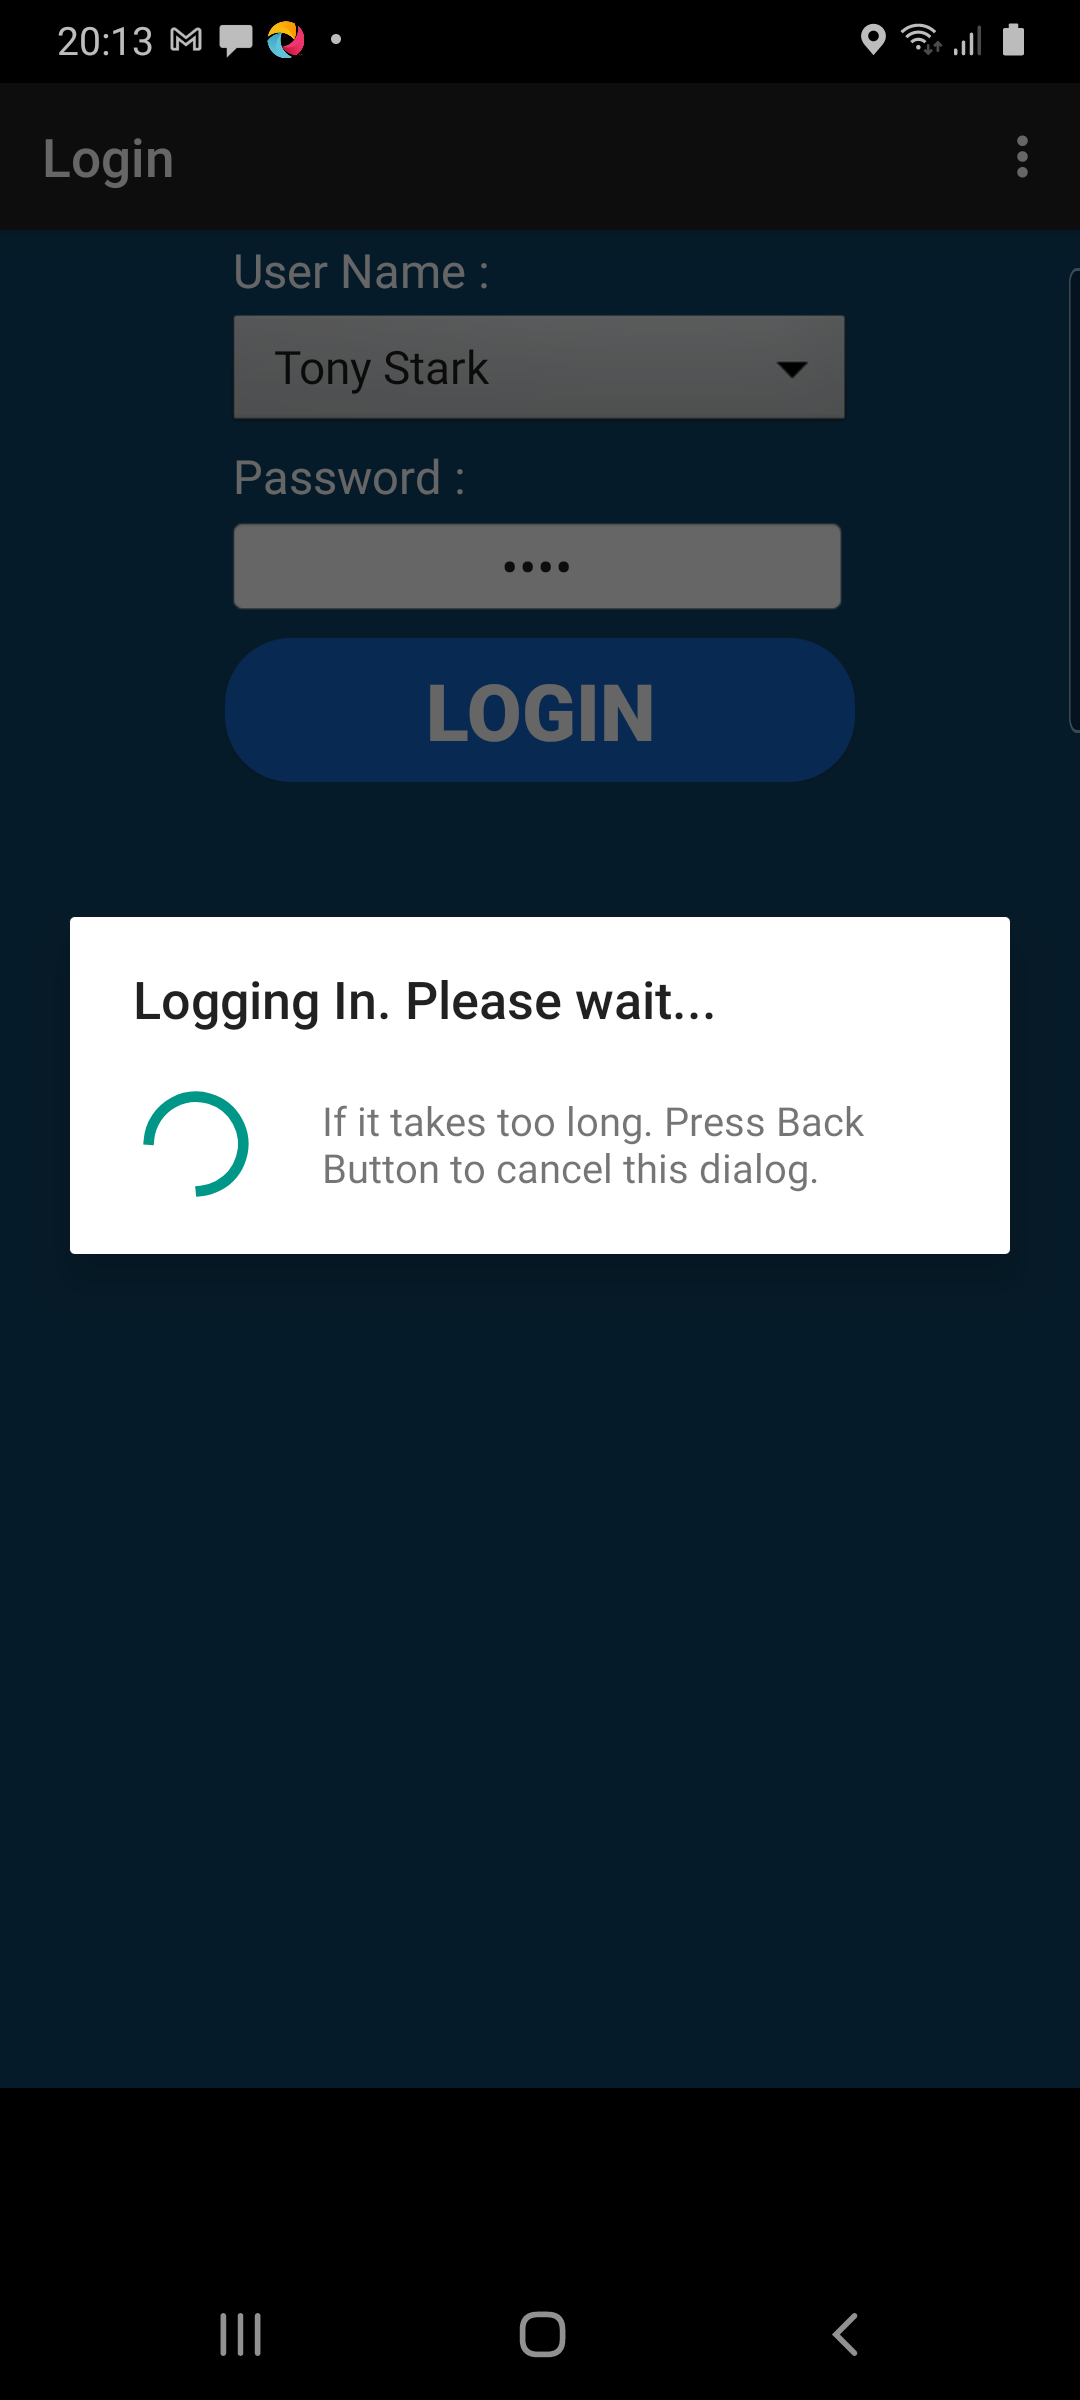 20:13
Login
User Name :
Tony Stark
Password :
••••
LOGIN
Logging In. Please wait...
If it takes too long. Press Back
Button to cancel this dialog.